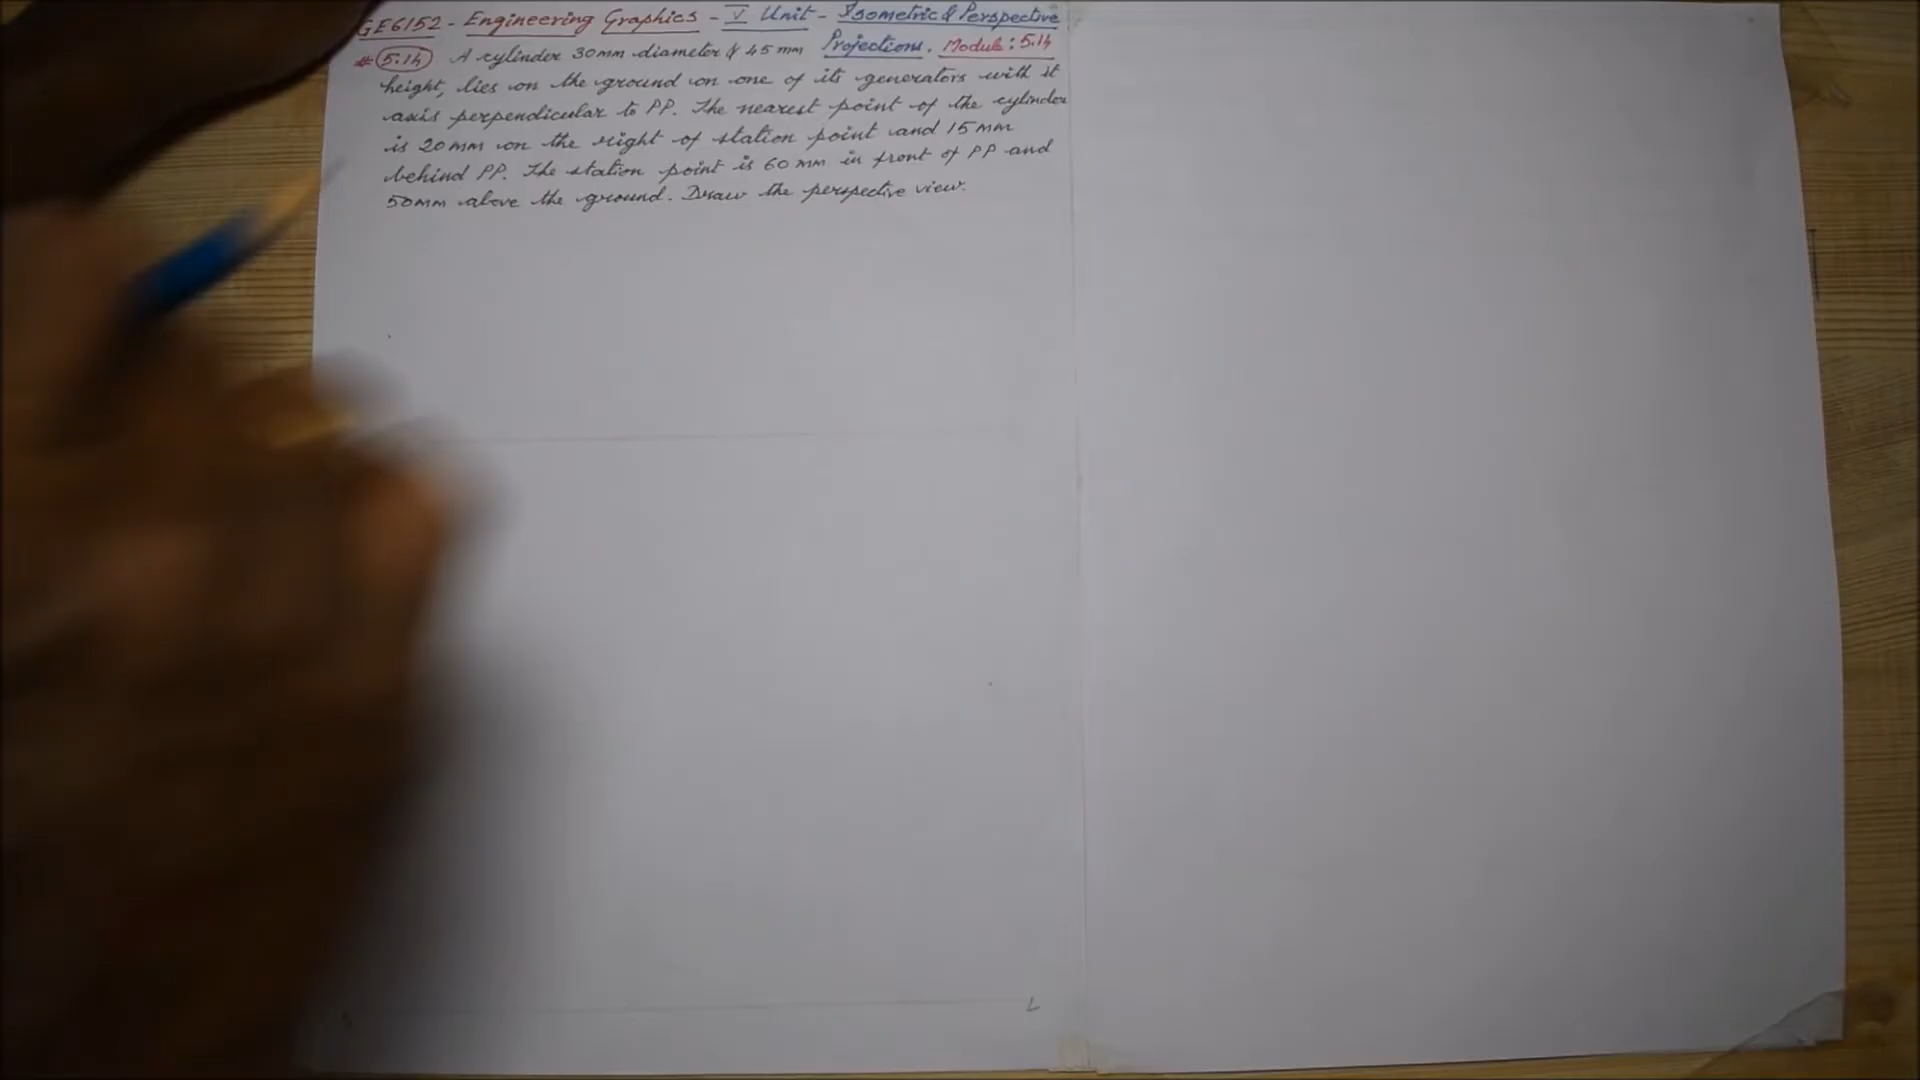 GE6152 - Engineering Graphics - V Unit - Isometric & Perspective
Projections. Module: 5.14
# 5.14 A cylinder 30mm diameter & 45 mm
height, lies on the ground on one of its generators with it
axis perpendicular to PP. The nearest point of the cylinder
is 20mm on the right of station point and 15mm
behind PP. The station point is 60mm in front of PP and
50mm above the ground. Draw the perspective view.
L